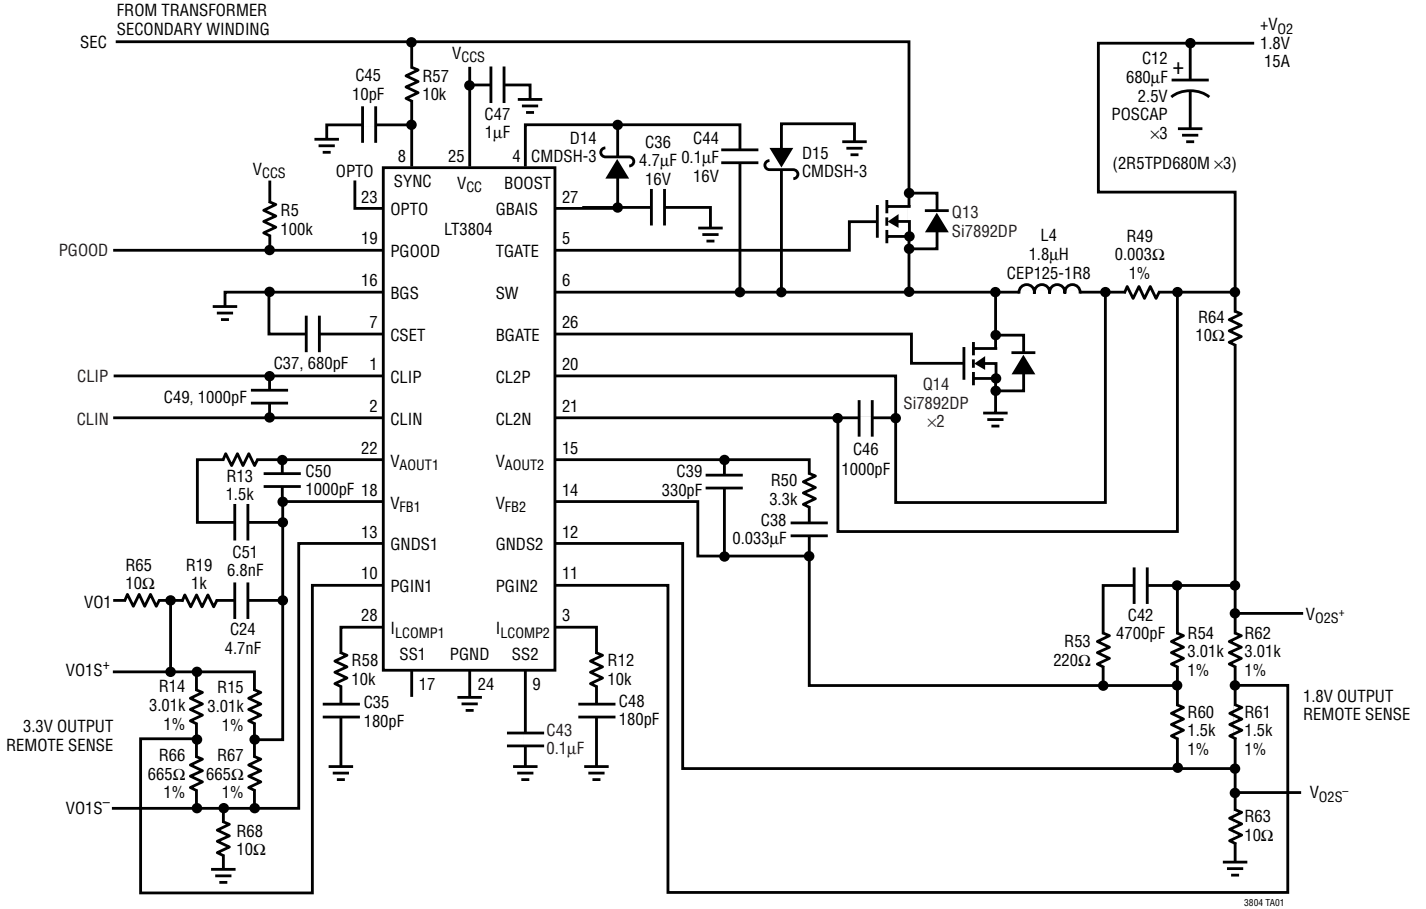 FROM TRANSFORMER
SECONDARY WINDING
SEC
+VO2
1.8V
15A
C12
680µF
2.5V
POSCAP
×3
+
(2R5TPD680M ×3)
VCCS
C45
10pF
R57
10k
C47
1µF
8
25
4
D14
CMDSH-3
C36
4.7µF
16V
C44
0.1µF
16V
D15
CMDSH-3
VCCS
R5
100k
OPTO
23
SYNC
VCC
BOOST
OPTO
GBAIS
27
LT3804
Q13
Si7892DP
PGOOD
19
PGOOD
TGATE
5
L4
1.8µH
CEP125-1R8
R49
0.003Ω
1%
16
BGS
SW
6
R64
10Ω
7
CSET
BGATE
26
C37, 680pF
CLIP
1
CLIP
CL2P
20
Q14
Si7892DP
×2
C49, 1000pF
CLIN
2
CLIN
CL2N
21
C46
1000pF
22
VAOUT1
VAOUT2
15
R13
1.5k
C50
1000pF
C39
330pF
R50
3.3k
18
VFB1
VFB2
14
C38
0.033µF
C51
6.8nF
13
GNDS1
GNDS2
12
R65
10Ω
R19
1k
10
PGIN1
PGIN2
11
VO1
C24
4.7nF
C42
4700pF
VO2S+
28
ILCOMP1
ILCOMP2
3
R53
220Ω
R54
3.01k
1%
R62
3.01k
1%
SS1
PGND
SS2
VO1S+
R58
10k
17
24
9
R12
10k
R14
3.01k
1%
R15
3.01k
1%
C35
180pF
C48
180pF
3.3V OUTPUT
REMOTE SENSE
1.8V OUTPUT
REMOTE SENSE
R60
1.5k
1%
R61
1.5k
1%
C43
0.1µF
R66
665Ω
1%
R67
665Ω
1%
VO1S−
VO2S−
R68
10Ω
R63
10Ω
3804 TA01